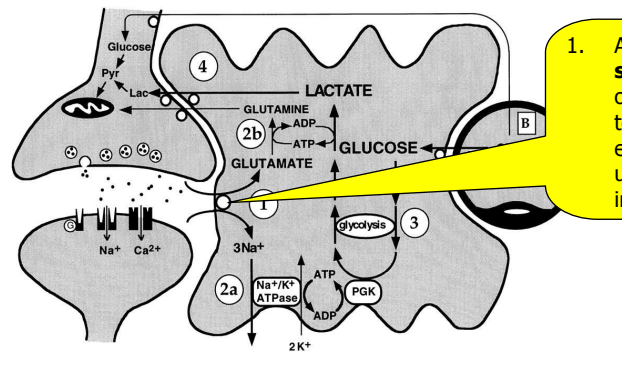 Glucose
Pyr
Lac
4
LACTATE
GLUTAMINE
2b
ADP
ATP
GLUTAMATE
GLUCOSE
B
1
G
Na+
Ca2+
3Na+
glycolysis
3
2a
Na+/K+
ATPase
ATP
ADP
PGK
2K+
1.